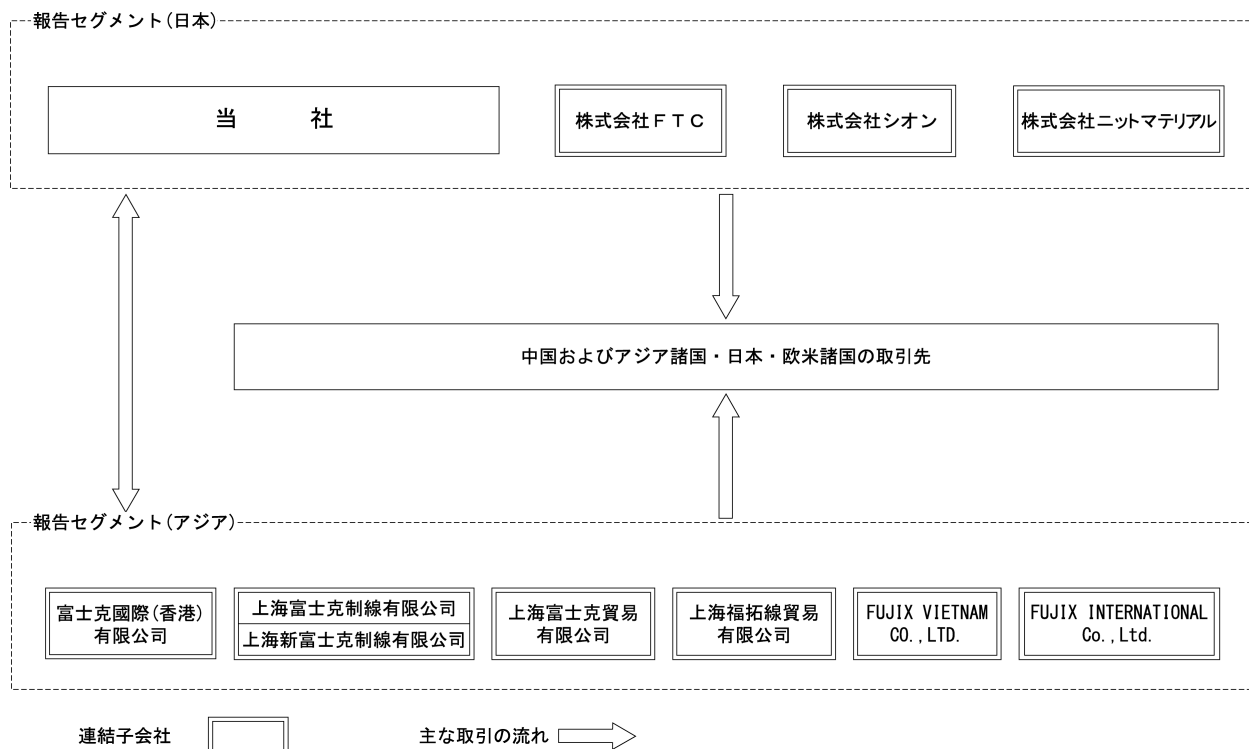 報告セグメント(日本)
当　　社
株式会社ＦＴＣ
株式会社シオン
株式会社ニットマテリアル
中国およびアジア諸国・日本・欧米諸国の取引先
報告セグメント(アジア)
富士克國際(香港)
有限公司
上海富士克制線有限公司
上海新富士克制線有限公司
上海富士克貿易
有限公司
上海福拓線貿易
有限公司
FUJIX VIETNAM
CO.,LTD.
FUJIX INTERNATIONAL
Co.,Ltd.
連結子会社
主な取引の流れ